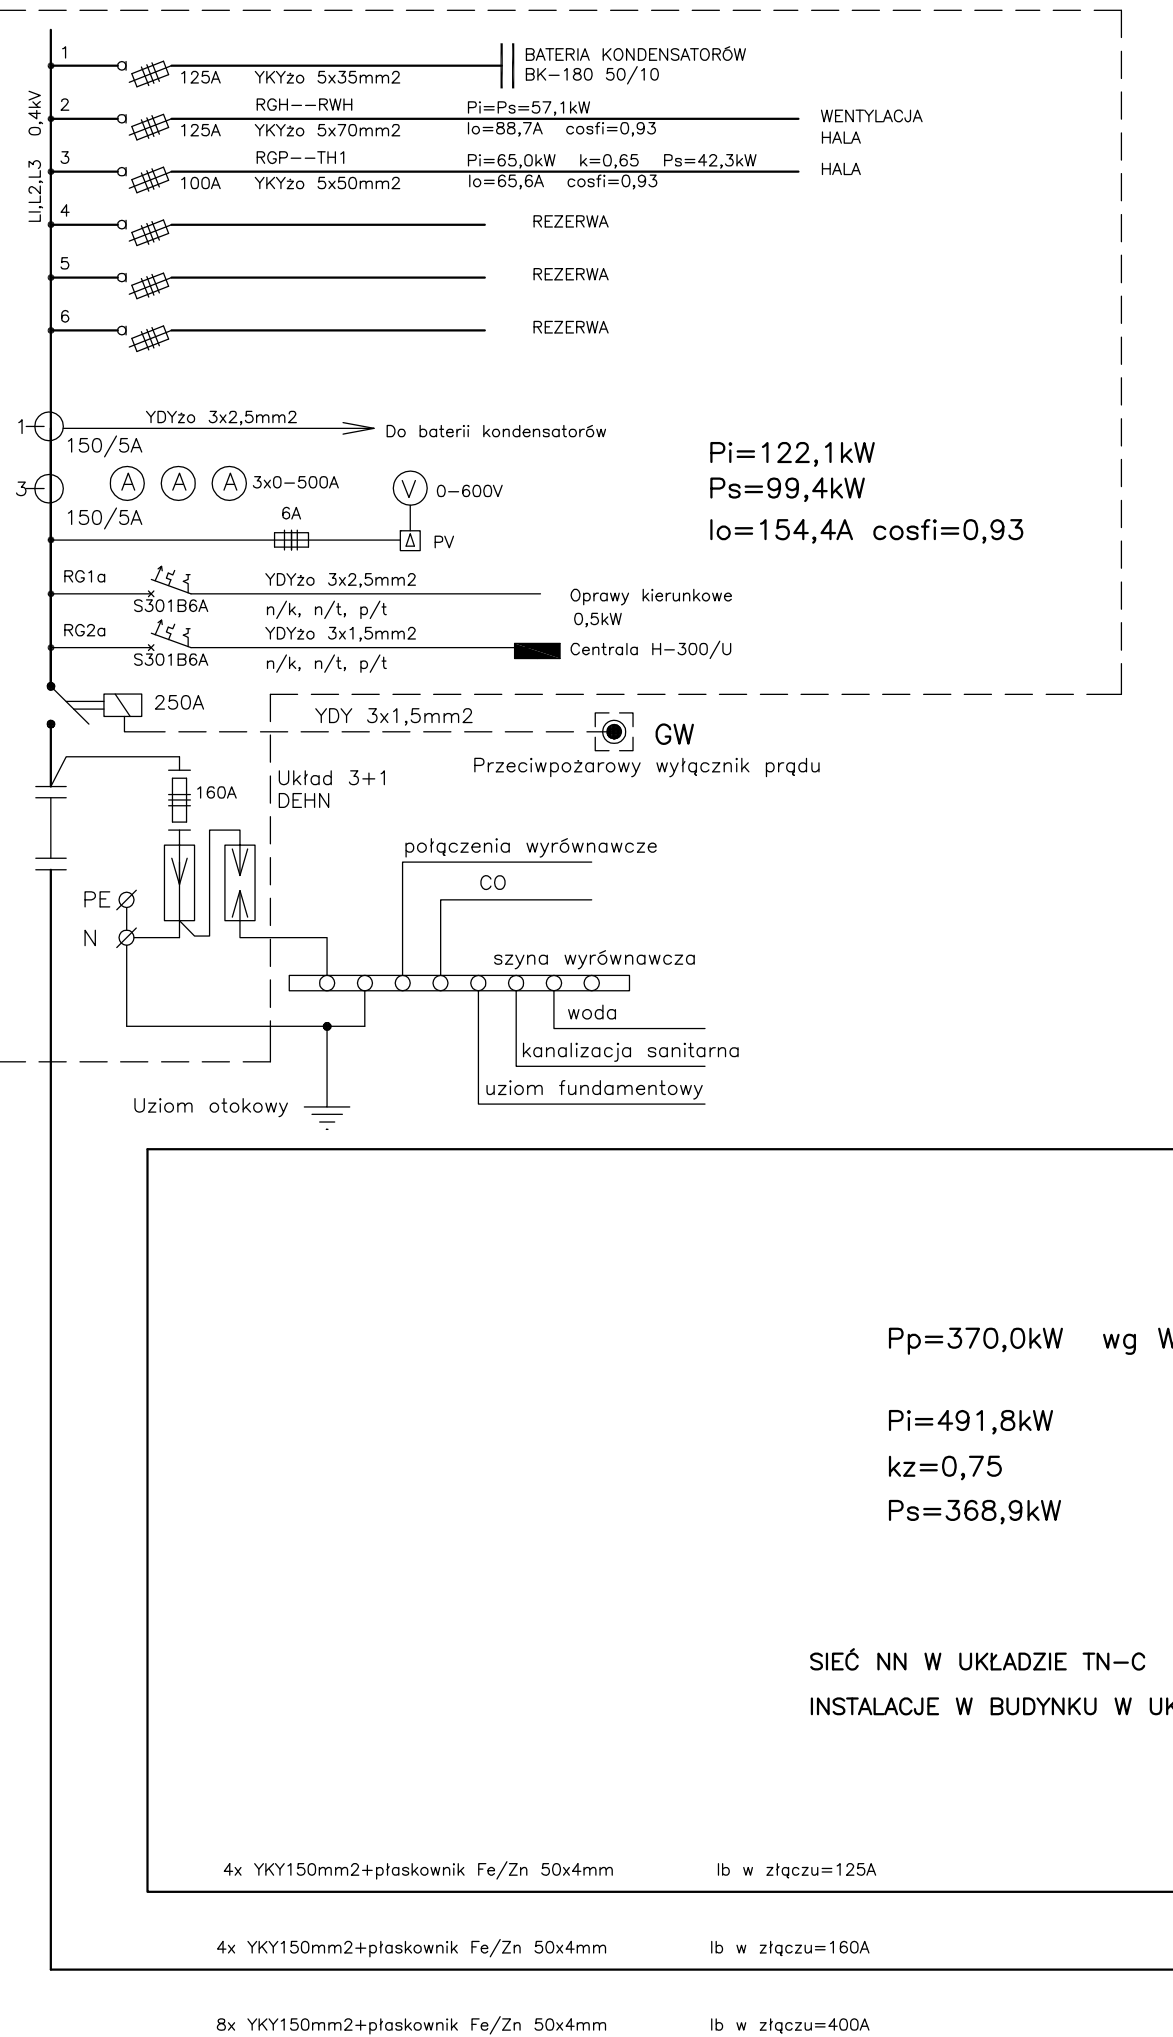 1
125A
YKYżo 5x35mm2
BATERIA KONDENSATORÓW
BK-180 50/10
L1,L2,L3 0,4kV
2
125A
RGH--RWH
YKYżo 5x70mm2
Pi=Ps=57,1kW
Io=88,7A cosfi=0,93
WENTYLACJA
HALA
3
100A
RGP--TH1
YKYżo 5x50mm2
Pi=65,0kW k=0,65 Ps=42,3kW
Io=65,6A cosfi=0,93
HALA
4
REZERWA
5
REZERWA
6
REZERWA
1
150/5A
YDYżo 3x2,5mm2
Do baterii kondensatorów
3
150/5A
A A A 3x0-500A
V 0-600V
6A
PV
Pi=122,1kW
Ps=99,4kW
Io=154,4A cosfi=0,93
RG1a
S301B6A
YDYżo 3x2,5mm2
n/k, n/t, p/t
Oprawy kierunkowe
0,5kW
RG2a
S301B6A
YDYżo 3x1,5mm2
n/k, n/t, p/t
Centrala H-300/U
250A
YDY 3x1,5mm2
GW
Przeciwpożarowy wyłącznik prądu
160A
Układ 3+1
DEHN
PE
N
połączenia wyrównawcze
CO
szyna wyrównawcza
woda
kanalizacja sanitarna
uziom fundamentowy
Uziom otokowy
Pp=370,0kW wg W
Pi=491,8kW
kz=0,75
Ps=368,9kW
SIEĆ NN W UKŁADZIE TN-C
INSTALACJE W BUDYNKU W UK
4x YKY150mm2+płaskownik Fe/Zn 50x4mm Ib w złączu=125A
4x YKY150mm2+płaskownik Fe/Zn 50x4mm Ib w złączu=160A
8x YKY150mm2+płaskownik Fe/Zn 50x4mm Ib w złączu=400A